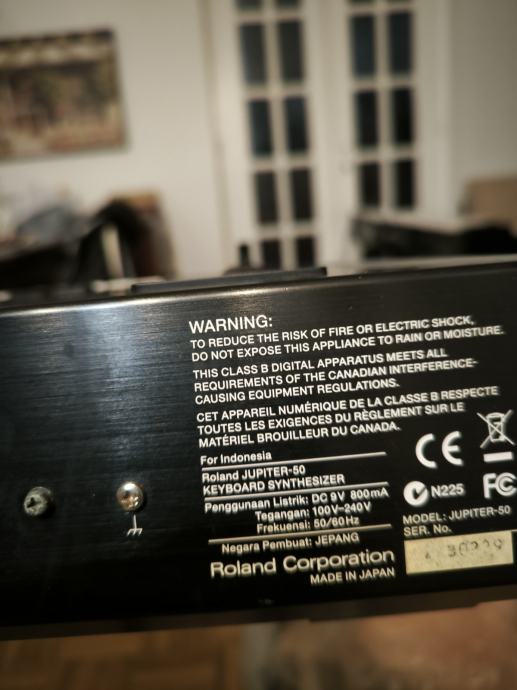 WARNING:
TO REDUCE THE RISK OF FIRE OR ELECTRIC SHOCK,
DO NOT EXPOSE THIS APPLIANCE TO RAIN OR MOISTURE.
THIS CLASS B DIGITAL APPARATUS MEETS ALL
REQUIREMENTS OF THE CANADIAN INTERFERENCE-
CAUSING EQUIPMENT REGULATIONS.
CET APPAREIL NUMÉRIQUE DE LA CLASSE B RESPECTE
TOUTES LES EXIGENCES DU RÈGLEMENT SUR LE
MATÉRIEL BROUILLEUR DU CANADA.
For Indonesia
Roland JUPITER-50
KEYBOARD SYNTHESIZER
Penggunaan Listrik: DC 9V 800mA
Tegangan: 100V-240V
Frekuensi: 50/60Hz
Negara Pembuat: JEPANG
Roland Corporation
MADE IN JAPAN
CE
N225 FC
MODEL: JUPITER-50
SER. No.